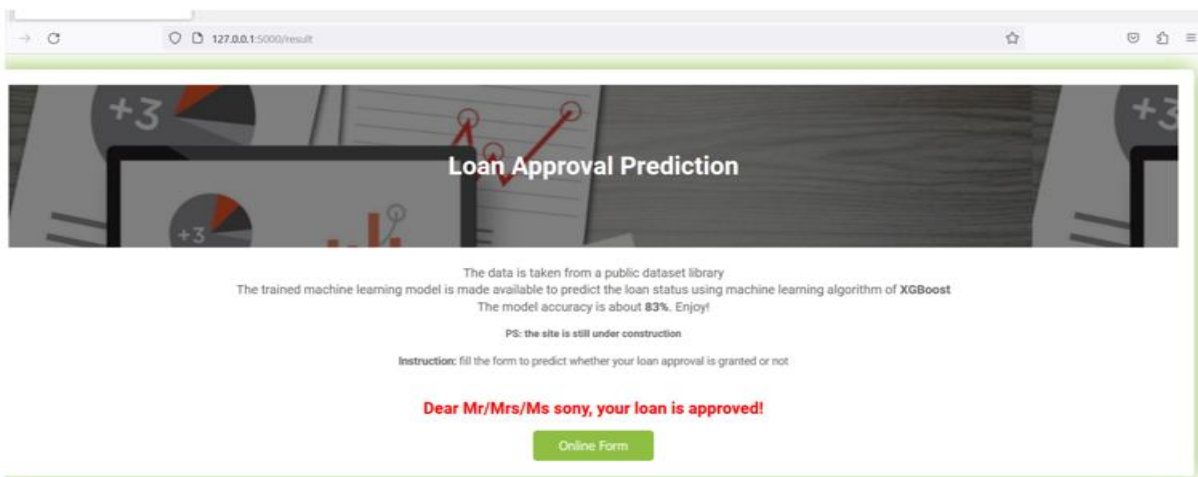 127.0.0.1:5000/result
+3
+3
+3
Loan Approval Prediction
The data is taken from a public dataset library
The trained machine learning model is made available to predict the loan status using machine learning algorithm of XGBoost
The model accuracy is about 83%. Enjoy!
PS: the site is still under construction
Instruction: fill the form to predict whether your loan approval is granted or not
Dear Mr/Mrs/Ms sony, your loan is approved!
Online Form